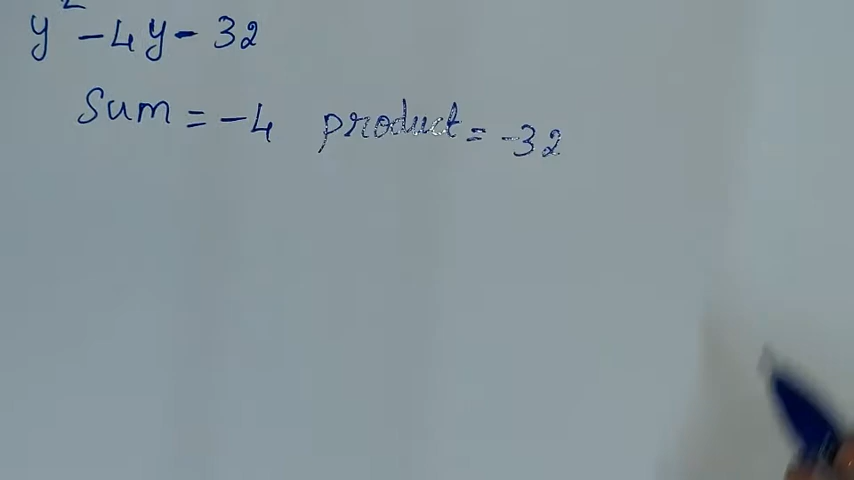 y² - 4y - 32
Sum = -4 product = -32